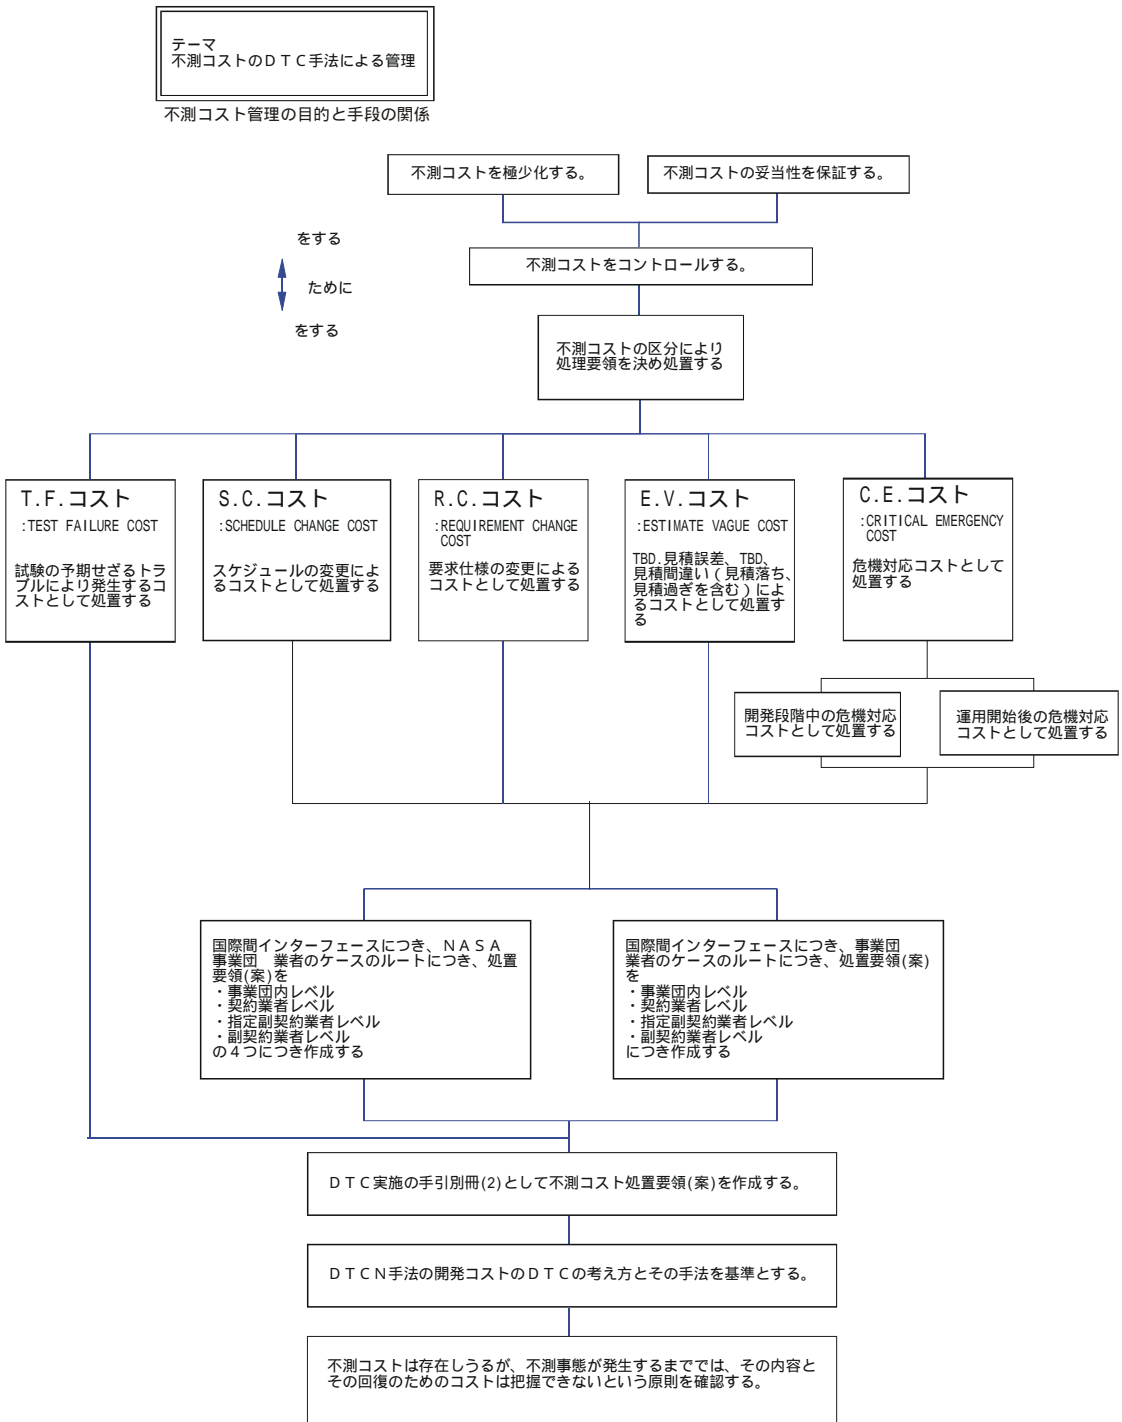 テーマ
不測コストのＤＴＣ手法による管理
不測コスト管理の目的と手段の関係
不測コストを極少化する。
不測コストの妥当性を保証する。
をする
ために
をする
不測コストをコントロールする。
不測コストの区分により
処理要領を決め処置する
T.F.コスト
:TEST FAILURE COST
試験の予期せざるトラ
ブルにより発生するコ
ストとして処置する
S.C.コスト
:SCHEDULE CHANGE COST
スケジュールの変更によ
るコストとして処置する
R.C.コスト
:REQUIREMENT CHANGE
COST
要求仕様の変更による
コストとして処置する
E.V.コスト
:ESTIMATE VAGUE COST
TBD.見積誤差、TBD、
見積間違い（見積落ち、
見積過ぎを含む）によ
るコストとして処置す
る
C.E.コスト
:CRITICAL EMERGENCY
COST
危機対応コストとして
処置する
開発段階中の危機対応
コストとして処置する
運用開始後の危機対応
コストとして処置する
国際間インターフェースにつき、ＮＡＳＡ
事業団　業者のケースのルートにつき、処置
要領(案)を
・事業団内レベル
・契約業者レベル
・指定副契約業者レベル
・副契約業者レベル
の４つにつき作成する
国際間インターフェースにつき、事業団
業者のケースのルートにつき、処置要領(案)
を
・事業団内レベル
・契約業者レベル
・指定副契約業者レベル
・副契約業者レベル
につき作成する
ＤＴＣ実施の手引別冊(2)として不測コスト処置要領(案)を作成する。
ＤＴＣＮ手法の開発コストのＤＴＣの考え方とその手法を基準とする。
不測コストは存在しうるが、不測事態が発生するまででは、その内容と
その回復のためのコストは把握できないという原則を確認する。